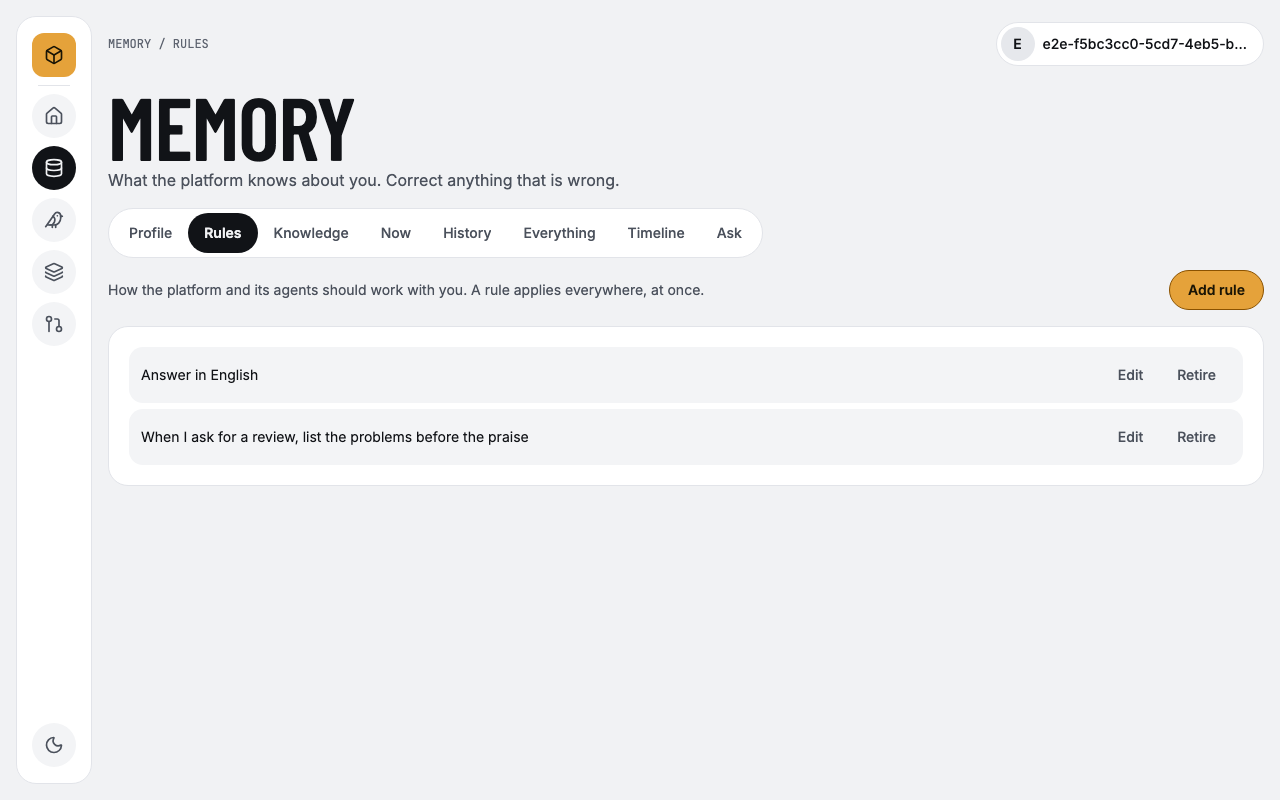 MEMORY / RULES
E e2e-f5bc3cc0-5cd7-4eb5-b...
MEMORY
What the platform knows about you. Correct anything that is wrong.
Profile Rules Knowledge Now History Everything Timeline Ask
How the platform and its agents should work with you. A rule applies everywhere, at once. Add rule
Answer in English Edit Retire
When I ask for a review, list the problems before the praise Edit Retire